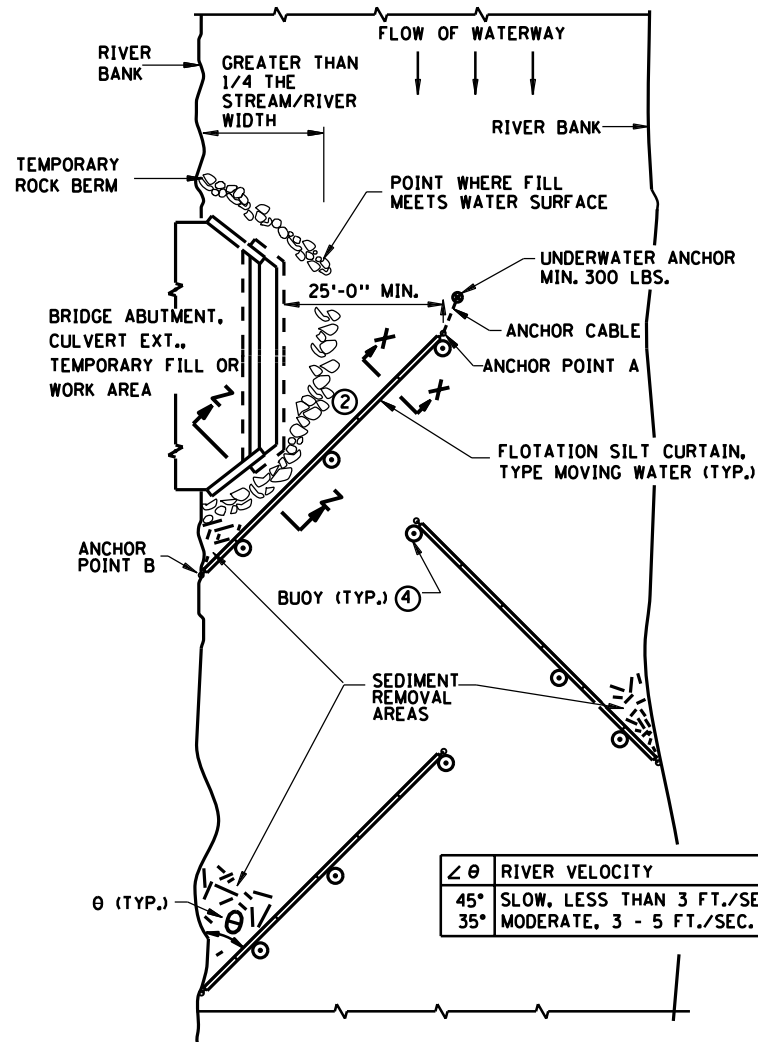 FLOW OF WATERWAY
RIVER
BANK
GREATER THAN
1/4 THE
STREAM/RIVER
WIDTH
RIVER BANK
TEMPORARY
ROCK BERM
POINT WHERE FILL
MEETS WATER SURFACE
UNDERWATER ANCHOR
MIN. 300 LBS.
25'-0" MIN.
BRIDGE ABUTMENT,
CULVERT EXT.,
TEMPORARY FILL OR
WORK AREA
ANCHOR CABLE
ANCHOR POINT A
X
X
2
Z
Z
FLOTATION SILT CURTAIN,
TYPE MOVING WATER (TYP.)
ANCHOR
POINT B
BUOY (TYP.) 4
SEDIMENT
REMOVAL
AREAS
θ (TYP.)
θ
∠θ RIVER VELOCITY
45° SLOW, LESS THAN 3 FT./SE
35° MODERATE, 3 - 5 FT./SEC.